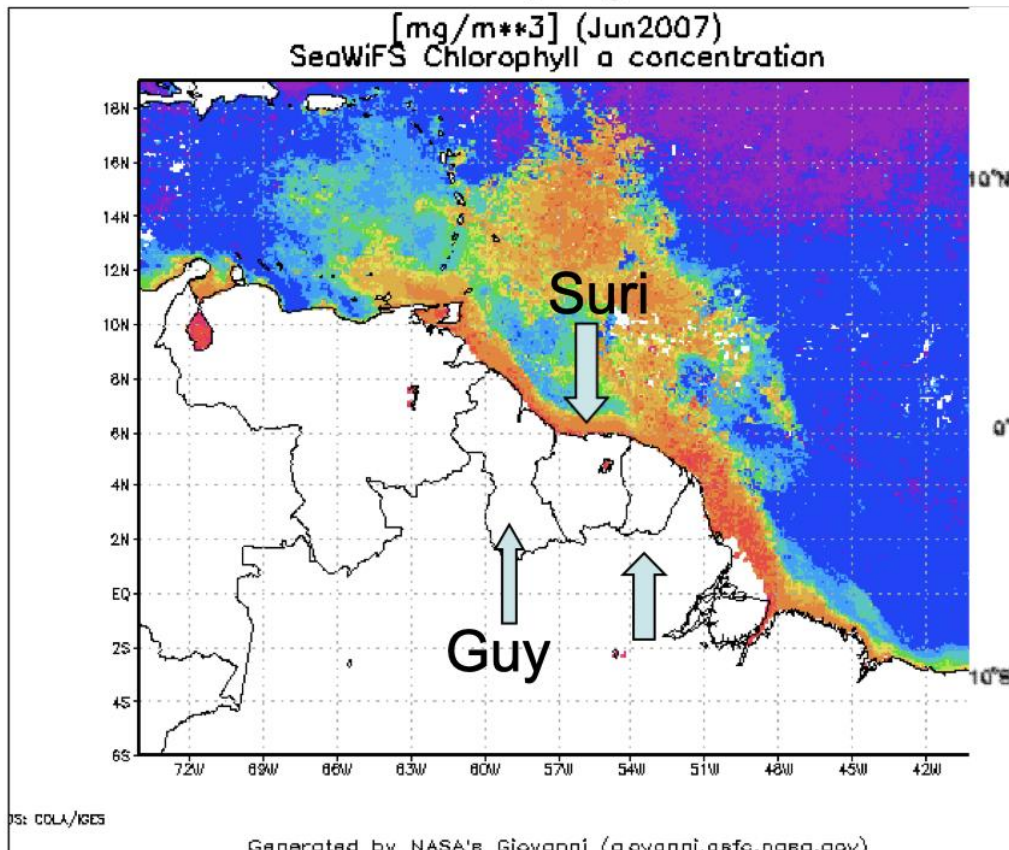 [mg/m**3] (Jun2007)
SeaWiFS Chlorophyll a concentration
18N
16N
10°N
14N
12N
Suri
10N
8N
6N
0°
4N
2N
EQ
Guy
2S
10°S
4S
6S
72W 69W 66W 63W 60W 57W 54W 51W 48W 45W 42W
JS: COLA/IGES
Generated by NASA's Giovanni (giovanni.gsfc.nasa.gov)